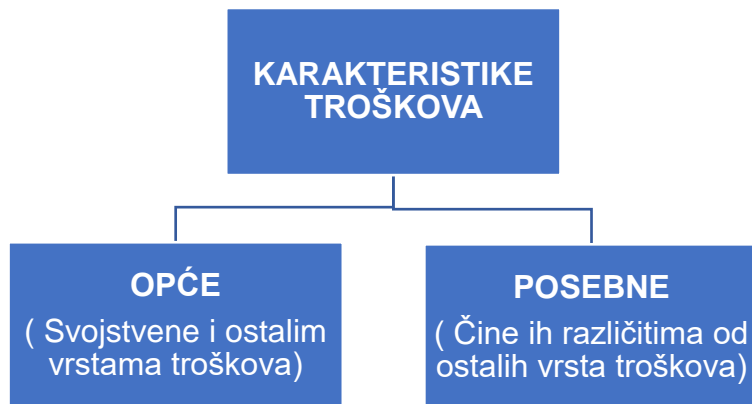 KARAKTERISTIKE
TROŠKOVA
OPĆE
( Svojstvene i ostalim
vrstama troškova)
POSEBNE
( Čine ih različitima od
ostalih vrsta troškova)